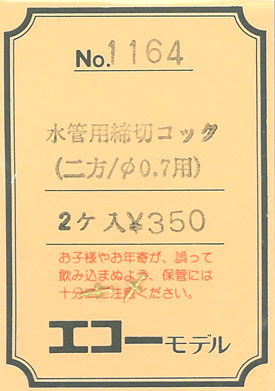 No.1164
水管用締切コック
(二方/φ0.7用)
2ケ入¥350
お子様やお年寄が、誤って
飲み込まぬよう、保管には
十分にご注意ください。
エコーモデル